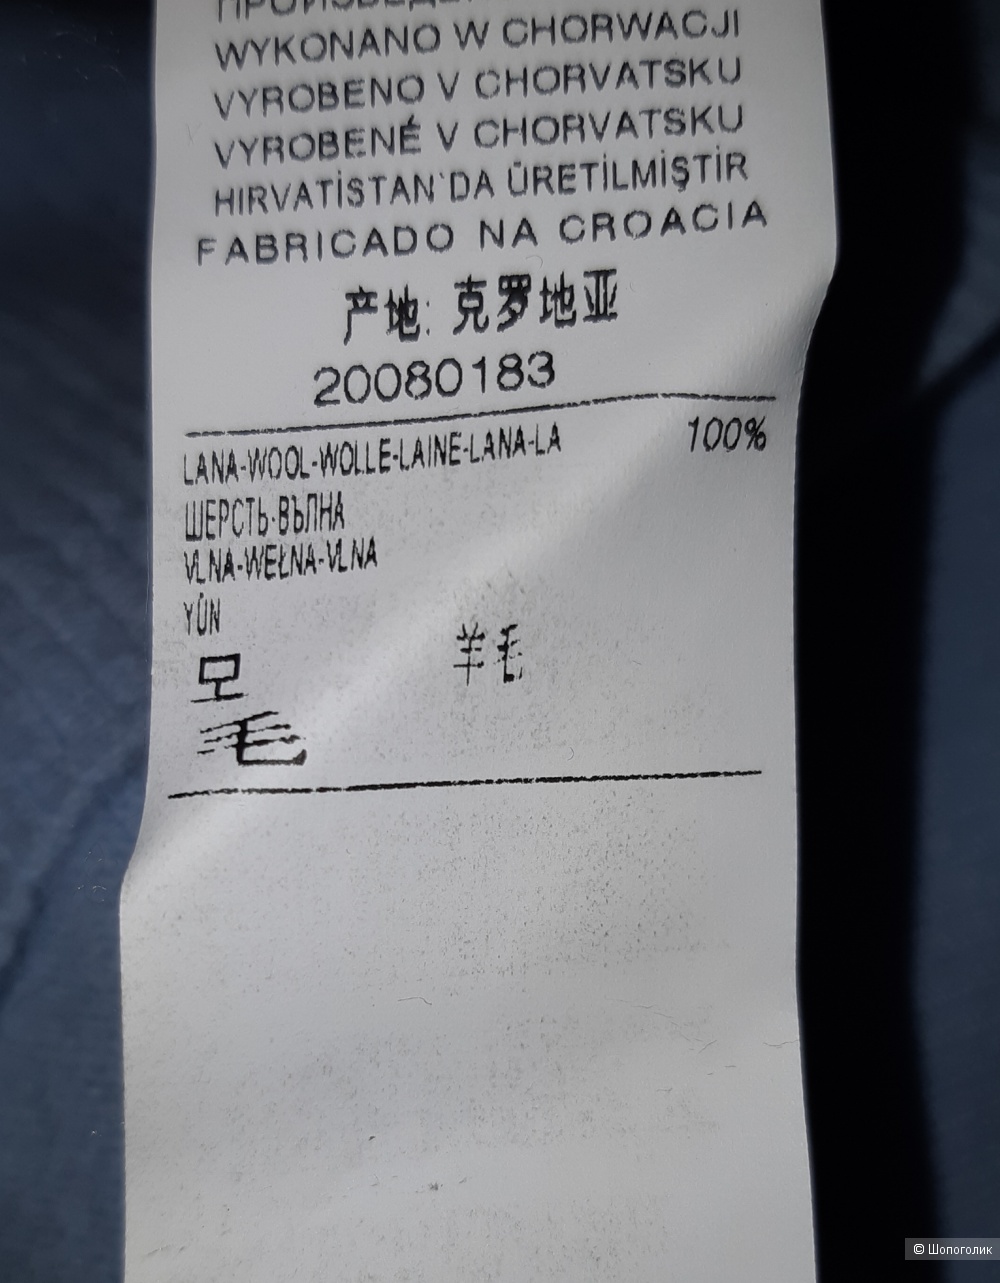 WYKONANO W CHORWACJI
VYROBENO V CHORVATSKU
VYROBENÉ V CHORVATSKU
HIRVATİSTAN'DA ÜRETİLMİŞTİR
FABRICADO NA CROACIA
产地: 克罗地亚
20080183
LANA-WOOL-WOLLE-LAINE-LANA-LA 100%
ШЕРСТЬ-ВЪЛНА
VLNA-WEŁNA-VLNA
YÜN
모 羊毛
毛
© Шопоголик